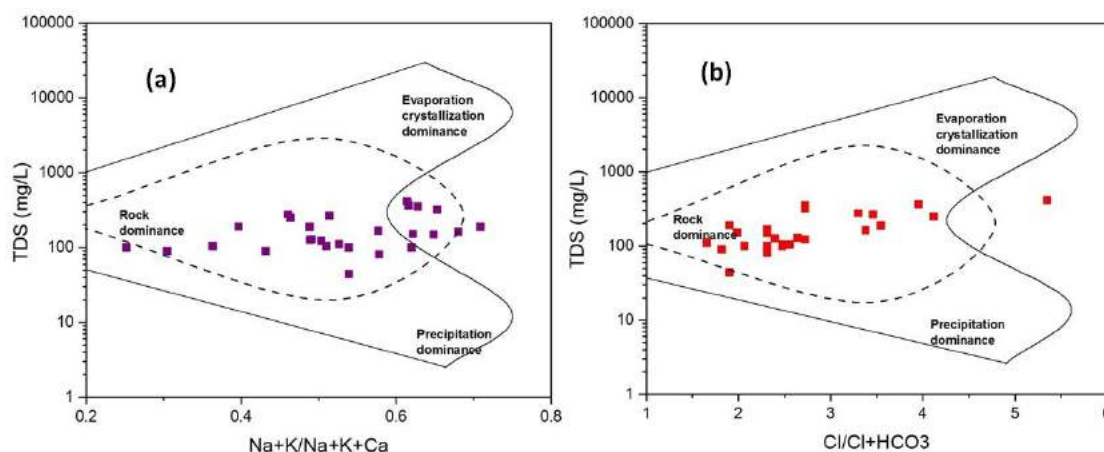 100000
10000
1000
100
10
1
TDS (mg/L)
(a)
Evaporation
crystallization
dominance
Rock
dominance
Precipitation
dominance
0.2
0.4
0.6
0.8
Na+K/Na+K+Ca
100000
10000
1000
100
10
1
TDS (mg/L)
(b)
Evaporation
crystallization
dominance
Rock
dominance
Precipitation
dominance
1
2
3
4
5
Cl/Cl+HCO3